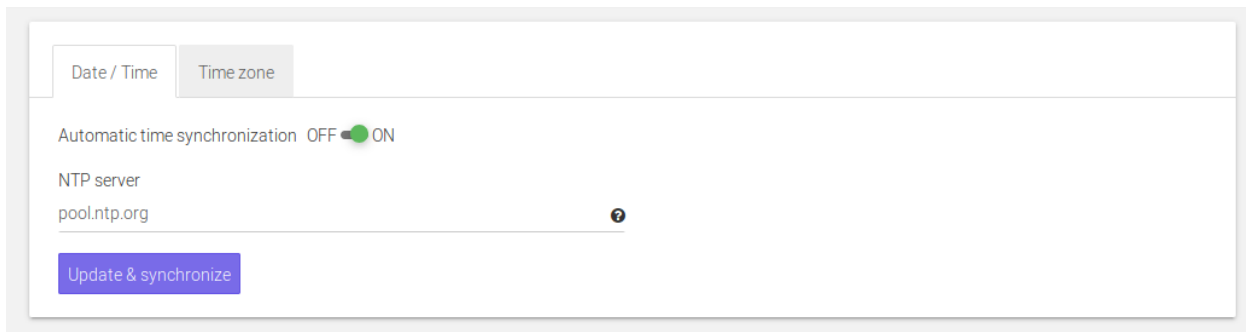 Date / Time Time zone
Automatic time synchronization OFF ON
NTP server
pool.ntp.org ?
Update & synchronize